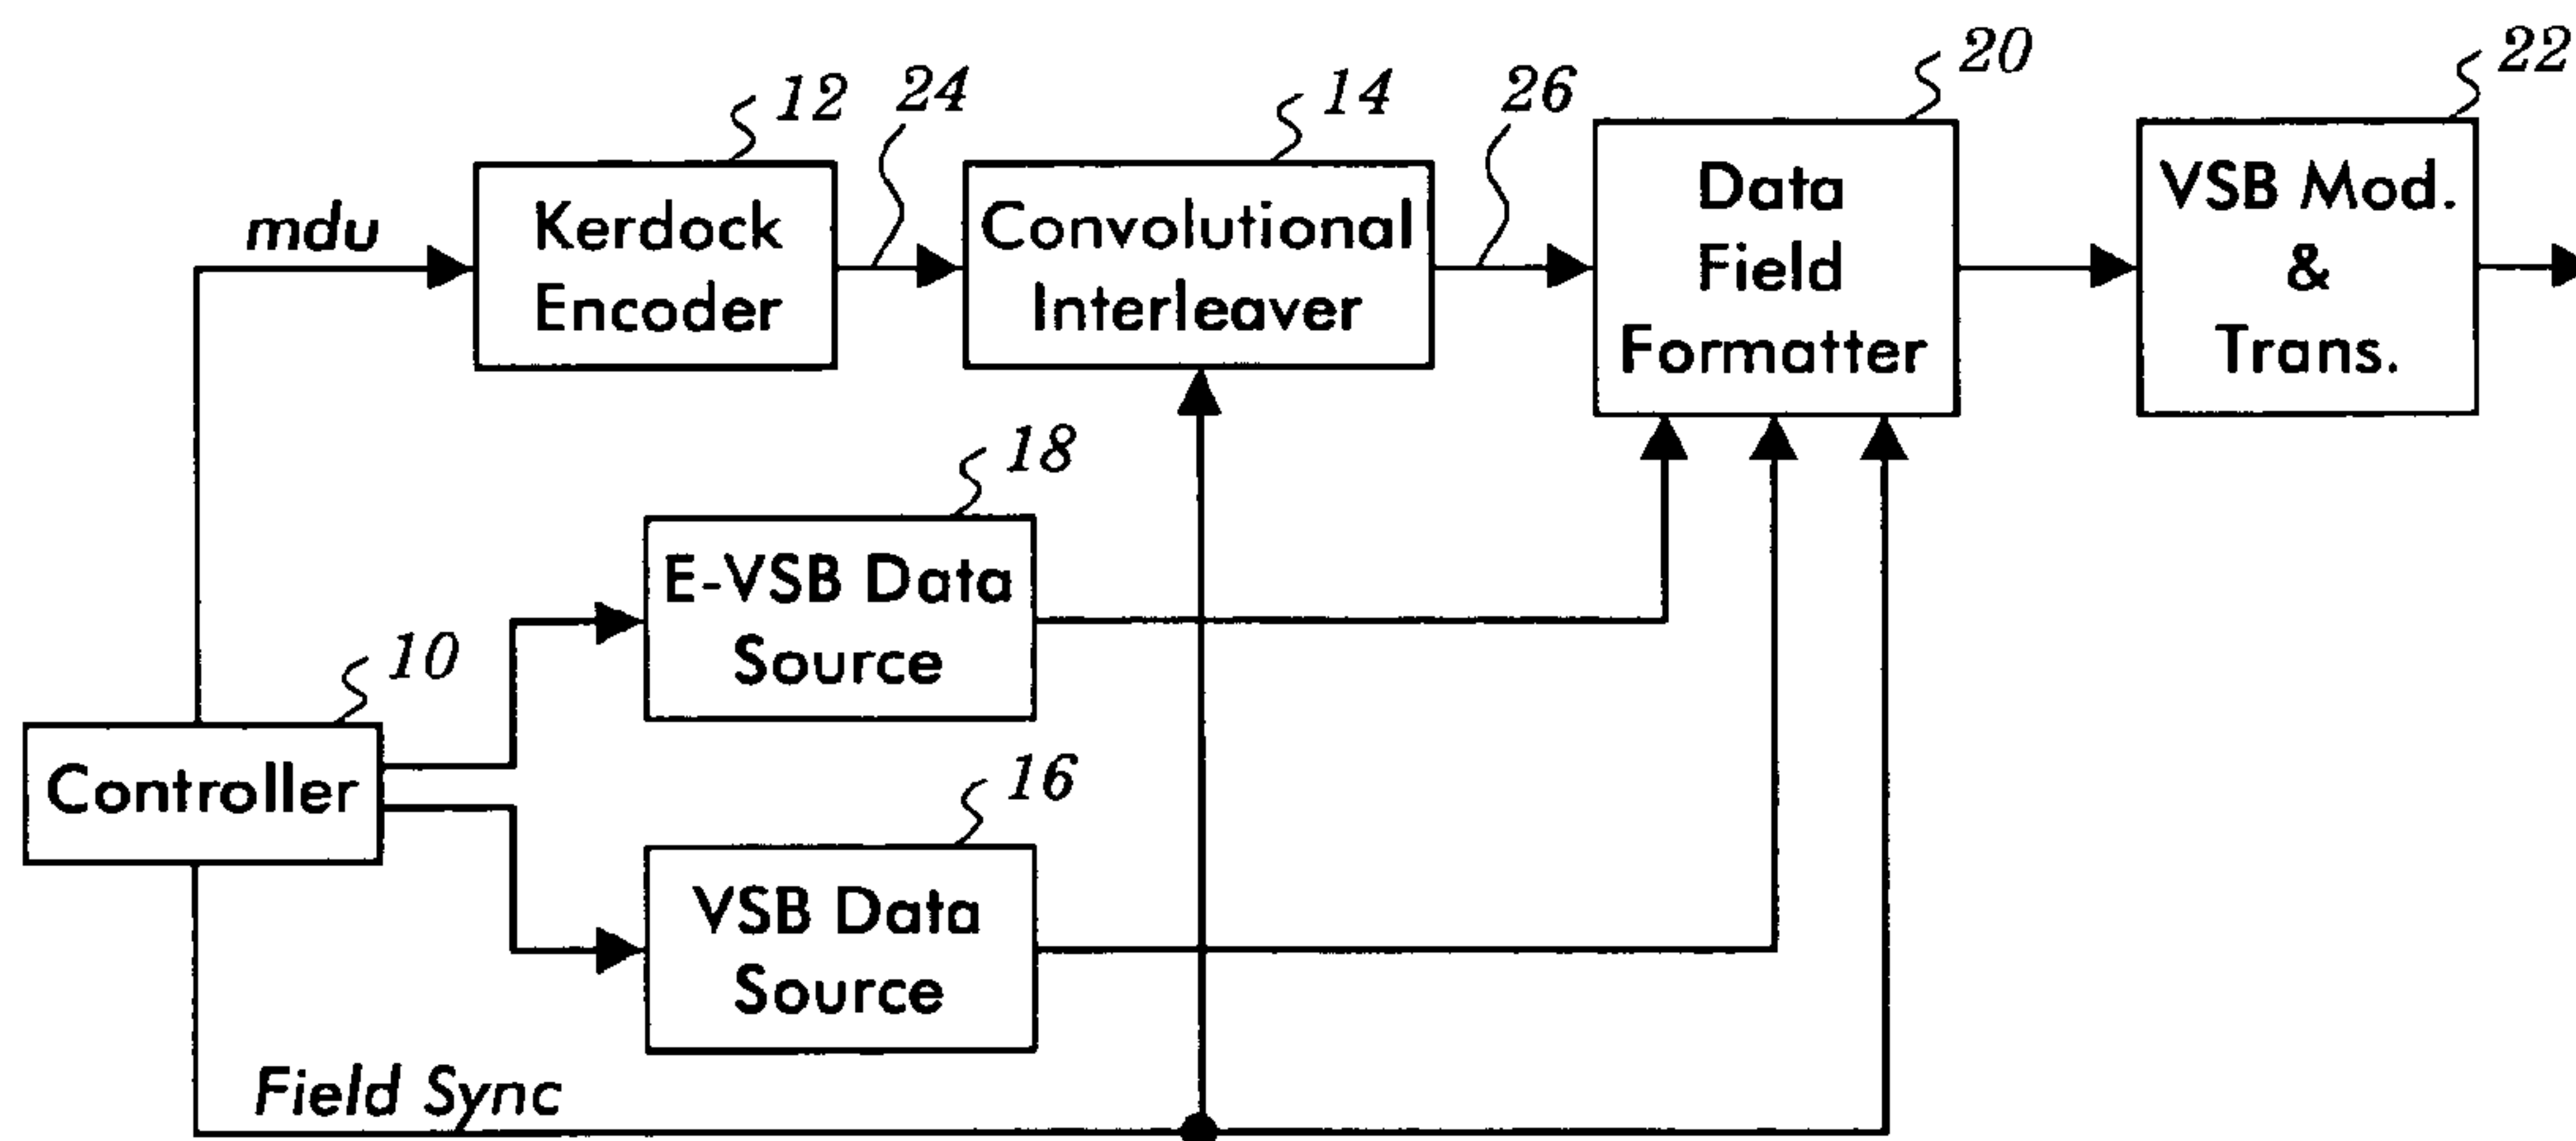 20
22
12
24
14
26
mdu
Kerdock
Encoder
Convolutional
Interleaver
Data
Field
Formatter
VSB Mod.
&
Trans.
18
E-VSB Data
Source
10
Controller
16
VSB Data
Source
Field Sync